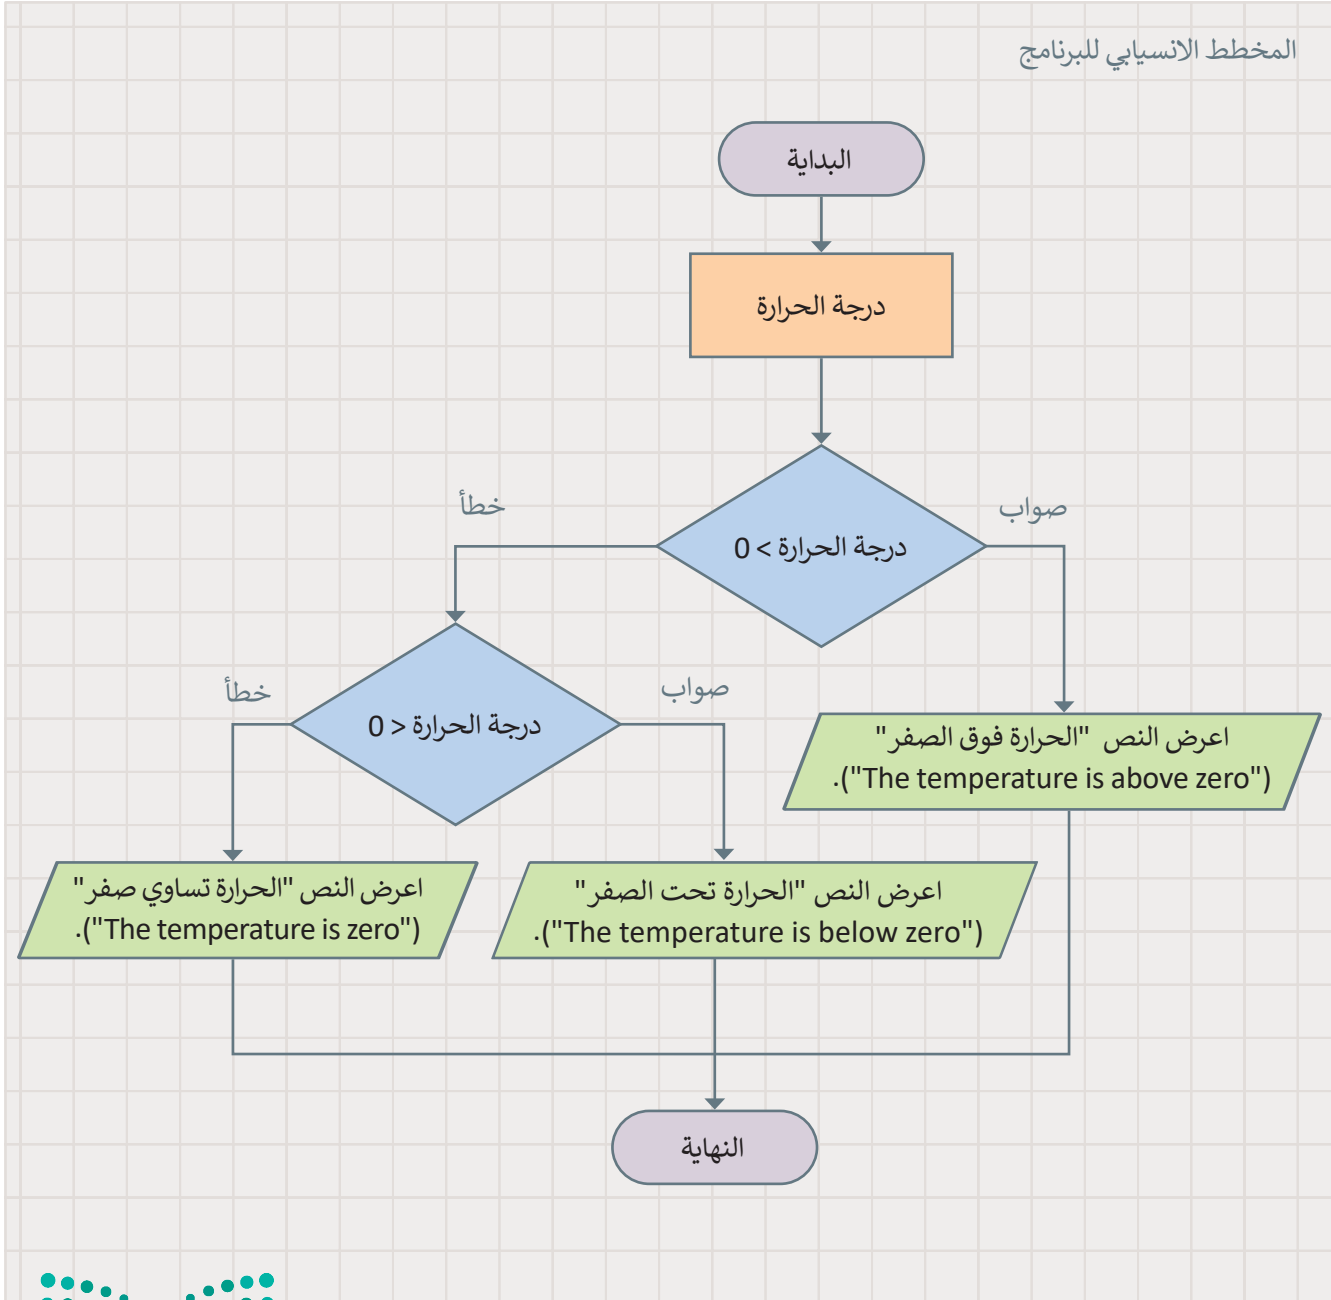 المخطط الانسيابي للبرنامج
البداية
درجة الحرارة
صواب
خطأ
درجة الحرارة > 0
صواب
خطأ
درجة الحرارة < 0
اعرض النص "الحرارة فوق الصفر"
("The temperature is above zero").
اعرض النص "الحرارة تحت الصفر"
("The temperature is below zero").
اعرض النص "الحرارة تساوي صفر"
("The temperature is zero").
النهاية